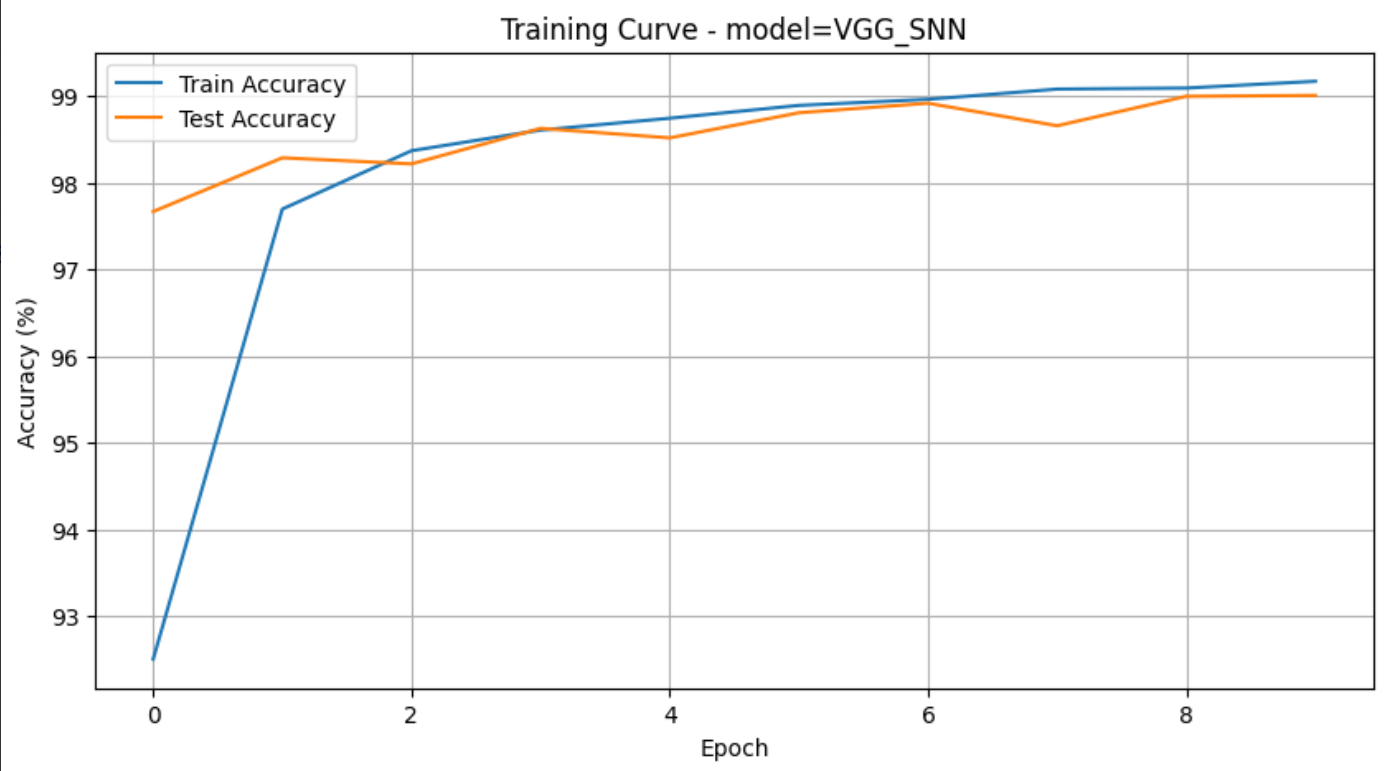 Training Curve - model=VGG_SNN
Train Accuracy
Test Accuracy
Accuracy (%)
99
98
97
96
95
94
93
0 2 4 6 8
Epoch